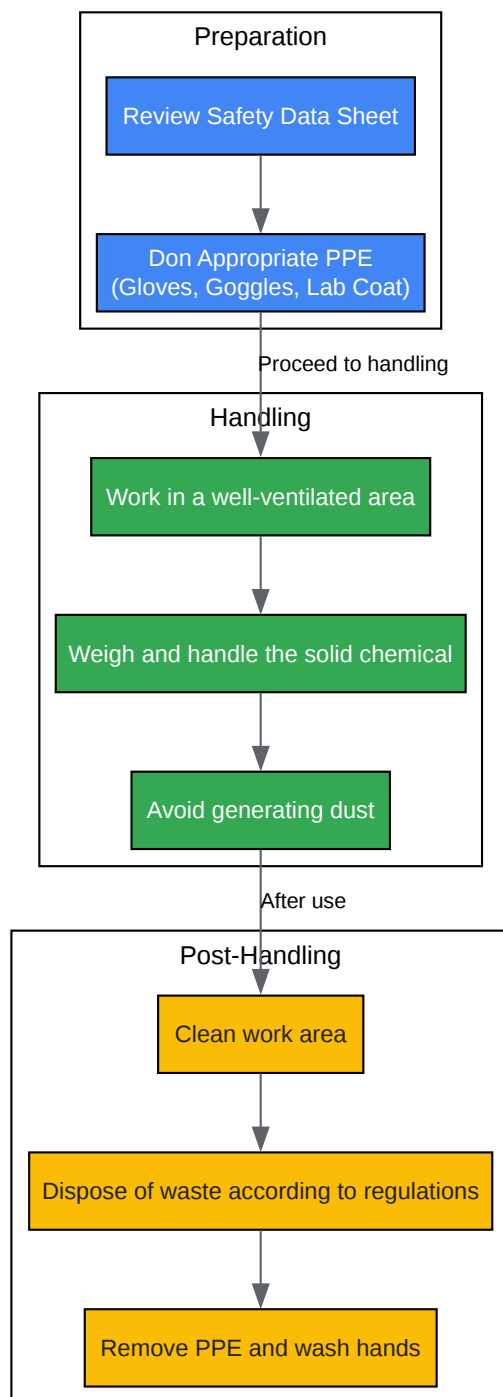 Preparation
Review Safety Data Sheet
Don Appropriate PPE
(Gloves, Goggles, Lab Coat)
Proceed to handling
Handling
Work in a well-ventilated area
Weigh and handle the solid chemical
Avoid generating dust
After use
Post-Handling
Clean work area
Dispose of waste according to regulations
Remove PPE and wash hands